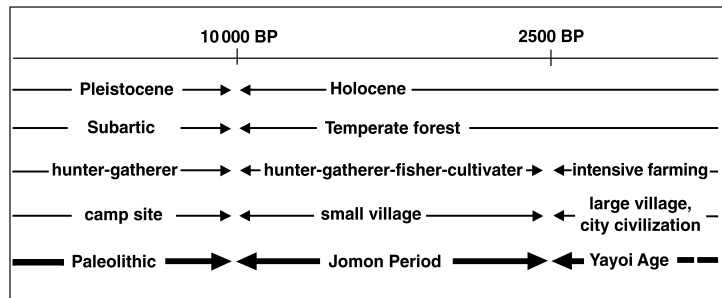 10 000 BP 2500 BP
Pleistocene Holocene
Subartic Temperate forest
hunter-gatherer hunter-gatherer-fisher-cultivater intensive farming
camp site small village large village,
city civilization
Paleolithic Jomon Period Yayoi Age